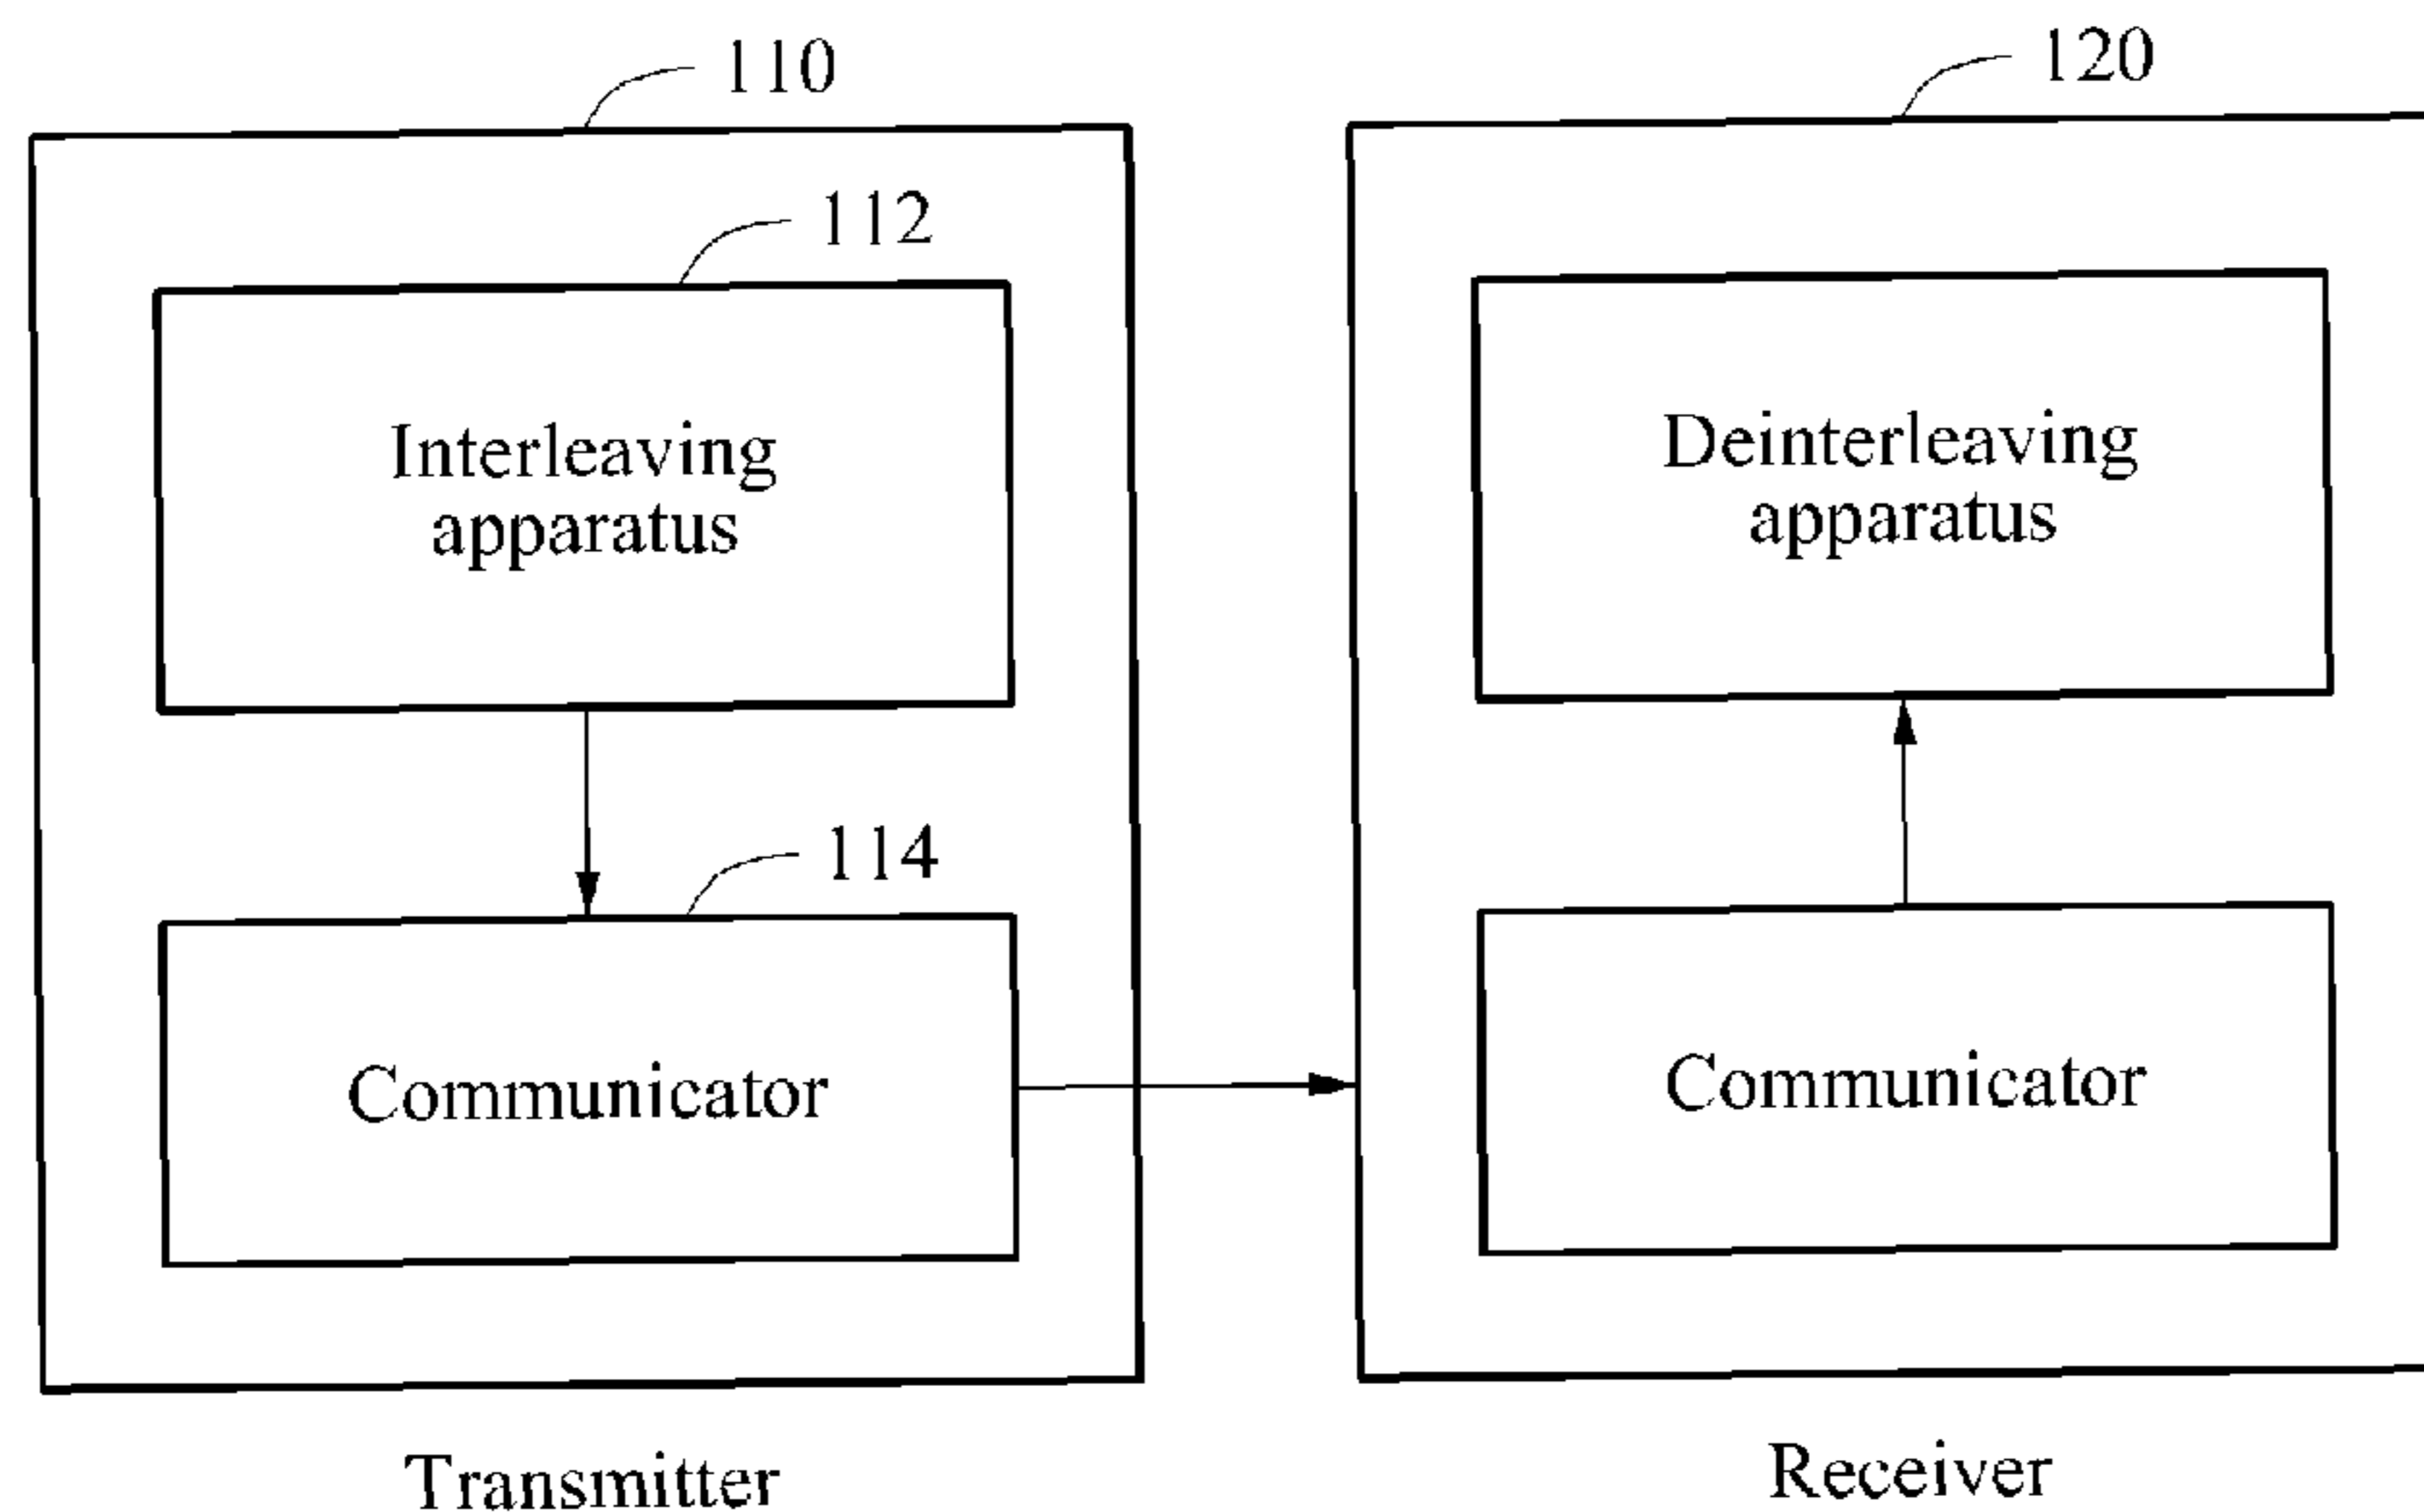 110
120
112
Interleaving
apparatus
Deinterleaving
apparatus
114
Communicator
Communicator
Transmitter
Receiver